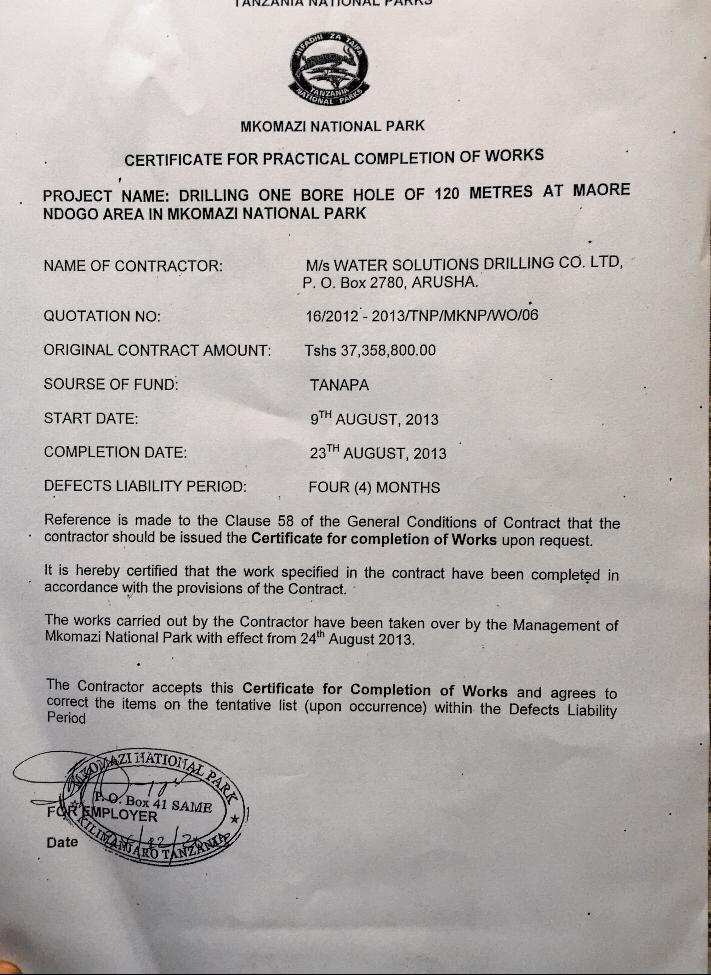 TANZANIA NATIONAL PARKS
HIFADHI ZA TAIFA
TANZANIA
NATIONAL PARKS
MKOMAZI NATIONAL PARK
CERTIFICATE FOR PRACTICAL COMPLETION OF WORKS
PROJECT NAME: DRILLING ONE BORE HOLE OF 120 METRES AT MAORE
NDOGO AREA IN MKOMAZI NATIONAL PARK
NAME OF CONTRACTOR: M/s WATER SOLUTIONS DRILLING CO. LTD,
P. O. Box 2780, ARUSHA.
QUOTATION NO: 16/2012 - 2013/TNP/MKNP/WO/06
ORIGINAL CONTRACT AMOUNT: Tshs 37,358,800.00
SOURSE OF FUND: TANAPA
START DATE: 9TH AUGUST, 2013
COMPLETION DATE: 23TH AUGUST, 2013
DEFECTS LIABILITY PERIOD: FOUR (4) MONTHS
Reference is made to the Clause 58 of the General Conditions of Contract that the
contractor should be issued the Certificate for completion of Works upon request.
It is hereby certified that the work specified in the contract have been completed in
accordance with the provisions of the Contract.
The works carried out by the Contractor have been taken over by the Management of
Mkomazi National Park with effect from 24th August 2013.
The Contractor accepts this Certificate for Completion of Works and agrees to
correct the items on the tentative list (upon occurrence) within the Defects Liability
Period
MKOMAZI NATIONAL PARK
P. O. Box 41 SAME
FOR EMPLOYER
KILIMANJARO TANZANIA
Date